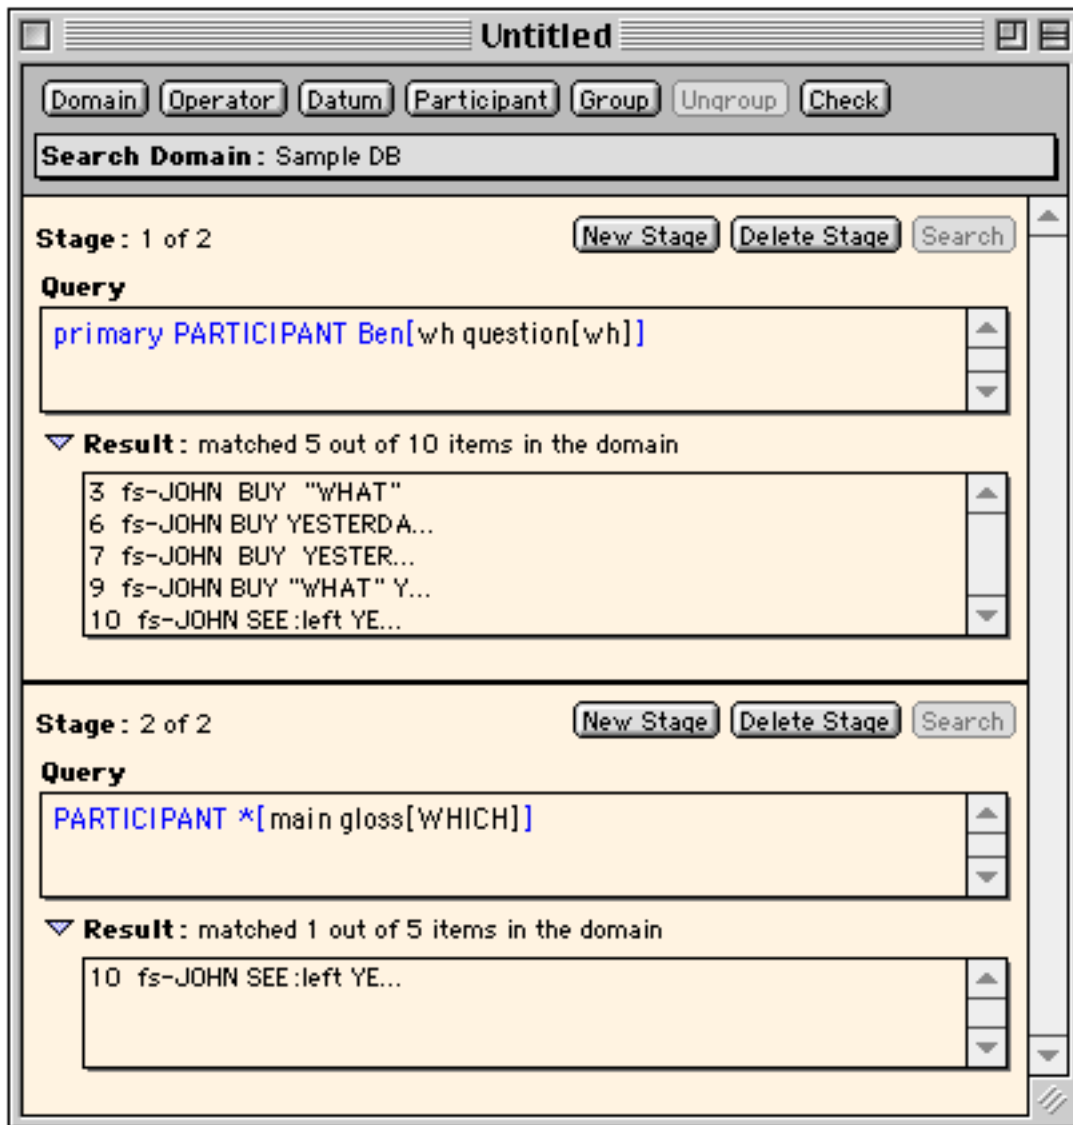 Untitled
Domain Operator Datum Participant Group Ungroup Check
Search Domain: Sample DB
Stage: 1 of 2 New Stage Delete Stage Search
Query
primary PARTICIPANT Ben[wh question[wh]]
Result: matched 5 out of 10 items in the domain
3 fs-JOHN BUY "WHAT"
6 fs-JOHN BUY YESTERDA...
7 fs-JOHN BUY YESTER...
9 fs-JOHN BUY "WHAT" Y...
10 fs-JOHN SEE:left YE...
Stage: 2 of 2 New Stage Delete Stage Search
Query
PARTICIPANT *[main gloss[WHICH]]
Result: matched 1 out of 5 items in the domain
10 fs-JOHN SEE:left YE...